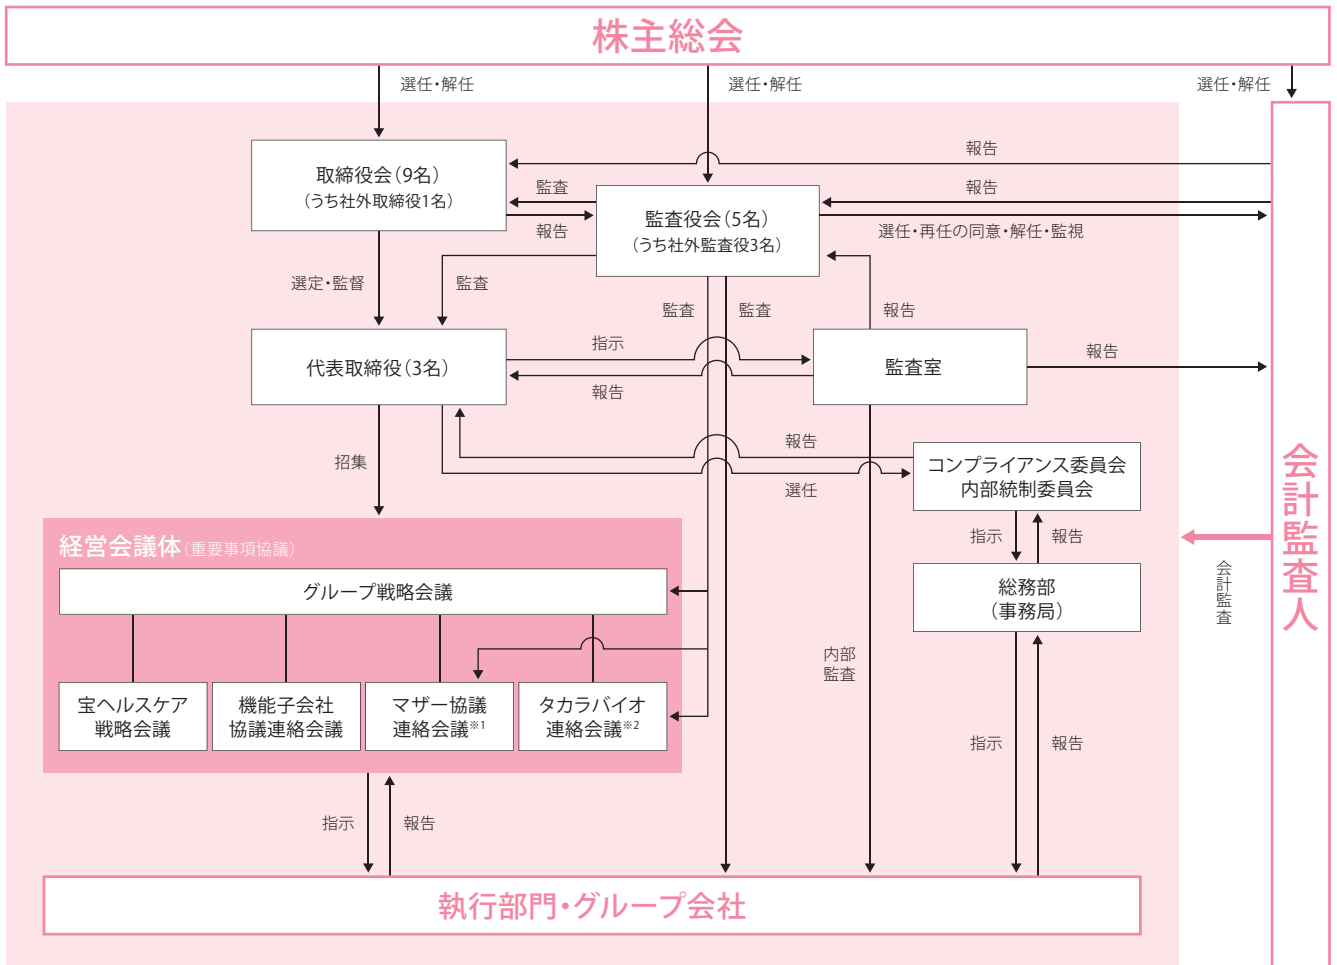 株主総会
選任・解任
選任・解任
選任・解任
取締役会（9名）
（うち社外取締役1名）
監査
報告
監査役会（5名）
（うち社外監査役3名）
報告
報告
選任・再任の同意・解任・監視
選定・監督
監査
監査
監査
報告
代表取締役（3名）
指示
報告
監査室
報告
招集
報告
選任
コンプライアンス委員会
内部統制委員会
指示
報告
総務部
（事務局）
会計監査人
会計監査
経営会議体（重要事項協議）
グループ戦略会議
宝ヘルスケア
戦略会議
機能子会社
協議連絡会議
マザー協議
連絡会議※1
タカラバイオ
連絡会議※2
内部
監査
指示
報告
指示
報告
執行部門・グループ会社